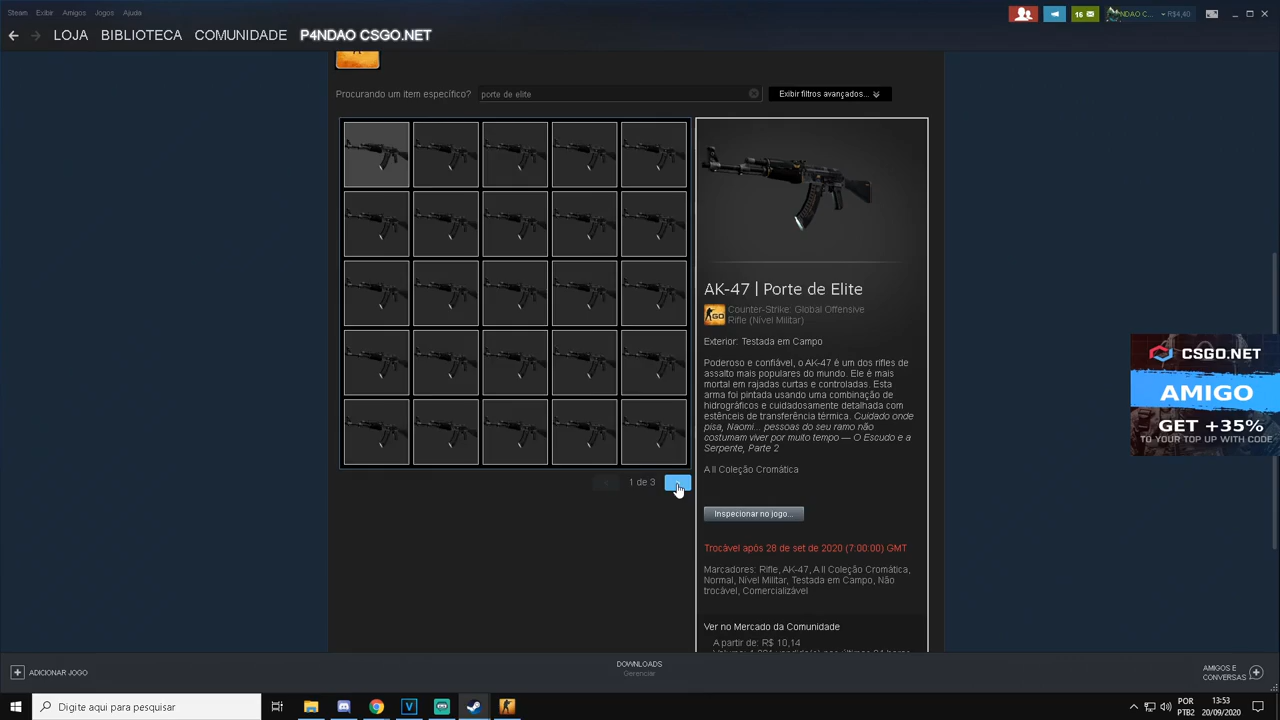 Steam Exibir Amigos Jogos Ajuda
16
R$4,40
LOJA BIBLIOTECA COMUNIDADE P4NDAO CSGO.NET
Procurando um item específico? porte de elite Exibir filtros avançados...
1 de 3
AK-47 | Porte de Elite
GO
Counter-Strike: Global Offensive
Rifle (Nível Militar)
Exterior: Testada em Campo
Poderoso e confiável, o AK-47 é um dos rifles de
assalto mais populares do mundo. Ele é mais
mortal em rajadas curtas e controladas. Esta
arma foi pintada usando uma combinação de
hidrográficos e cuidadosamente detalhada com
estênceis de transferência térmica. Cuidado onde
pisa, Naomi... pessoas do seu ramo não
costumam viver por muito tempo — O Escudo e a
Serpente, Parte 2
A II Coleção Cromática
Inspecionar no jogo...
Trocável após 28 de set de 2020 (7:00:00) GMT
Marcadores: Rifle, AK-47, A II Coleção Cromática,
Normal, Nível Militar, Testada em Campo, Não
trocável, Comercializável
Ver no Mercado da Comunidade
A partir de: R$ 10,14
CSGO.NET
AMIGO
GET +35%
TO YOUR TOP UP WITH CODE
ADICIONAR JOGO
DOWNLOADS
Gerenciar
AMIGOS E
CONVERSAS
Digite aqui para pesquisar
POR
PTB2
13:53
20/09/2020